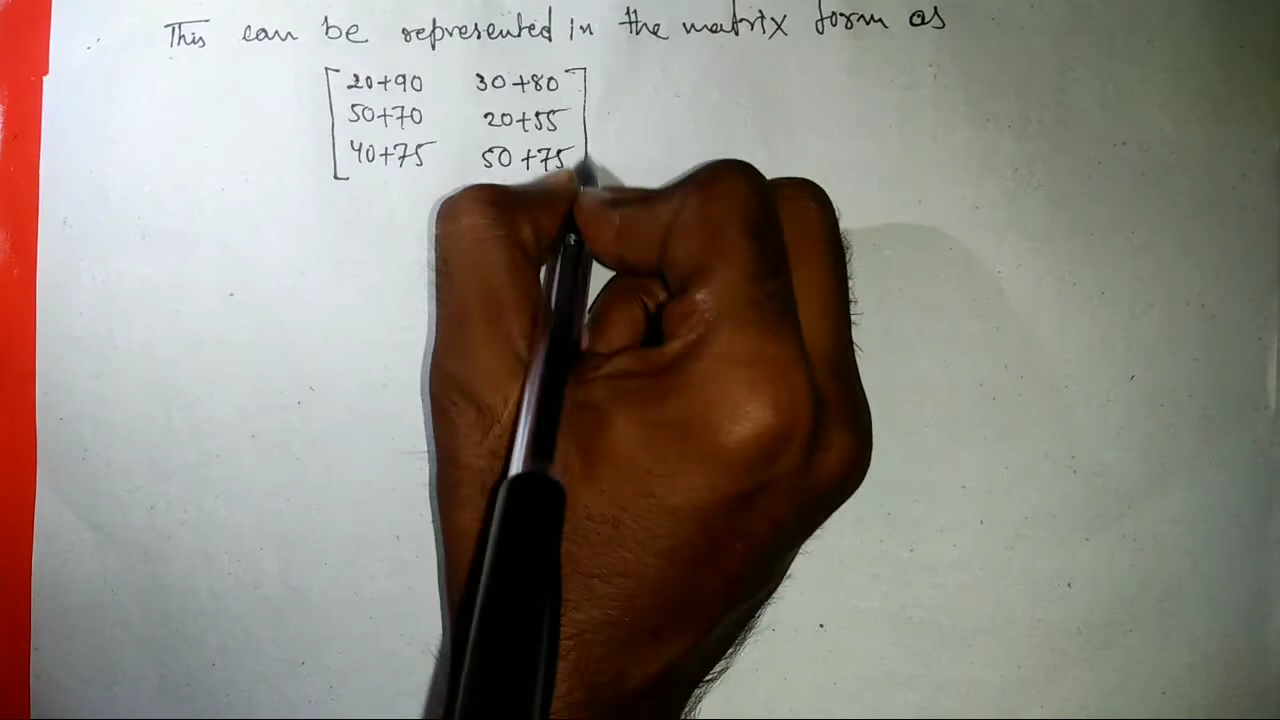 This can be represented in the matrix form as
20+90 30+80
50+70 20+55
40+75 50+75